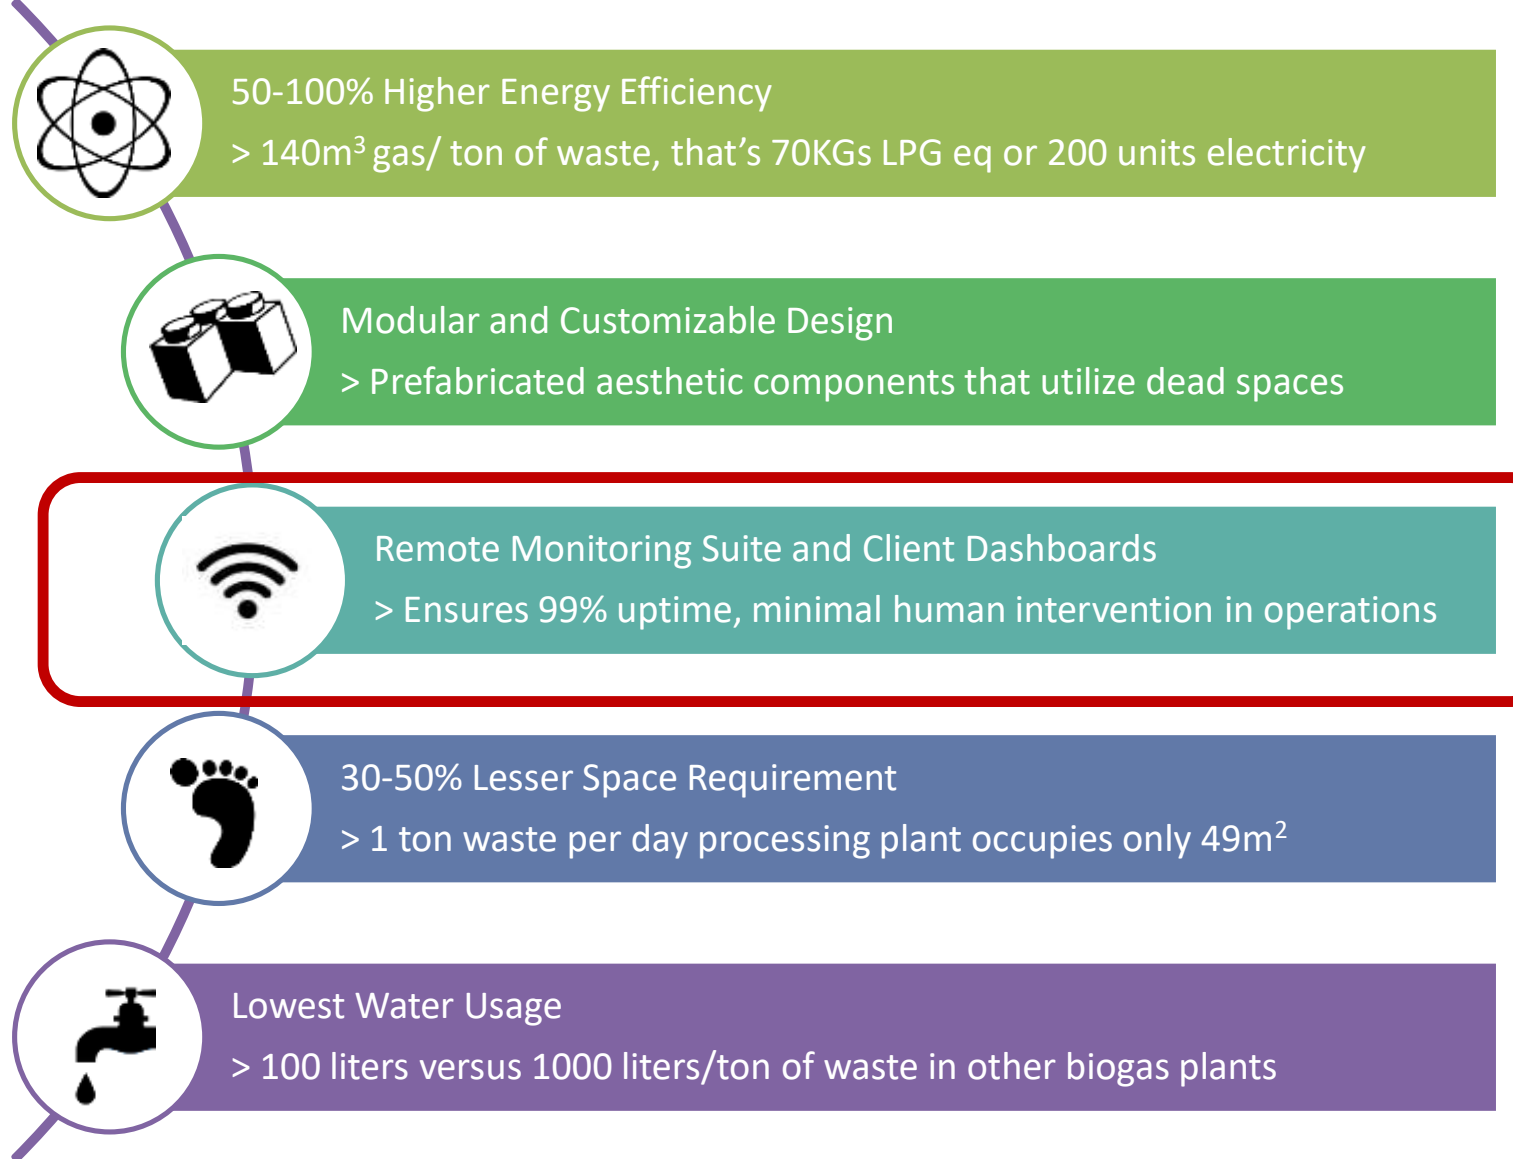 50-100% Higher Energy Efficiency
> 140m³ gas/ ton of waste, that’s 70KGs LPG eq or 200 units electricity
Modular and Customizable Design
> Prefabricated aesthetic components that utilize dead spaces
Remote Monitoring Suite and Client Dashboards
> Ensures 99% uptime, minimal human intervention in operations
30-50% Lesser Space Requirement
> 1 ton waste per day processing plant occupies only 49m²
Lowest Water Usage
> 100 liters versus 1000 liters/ton of waste in other biogas plants